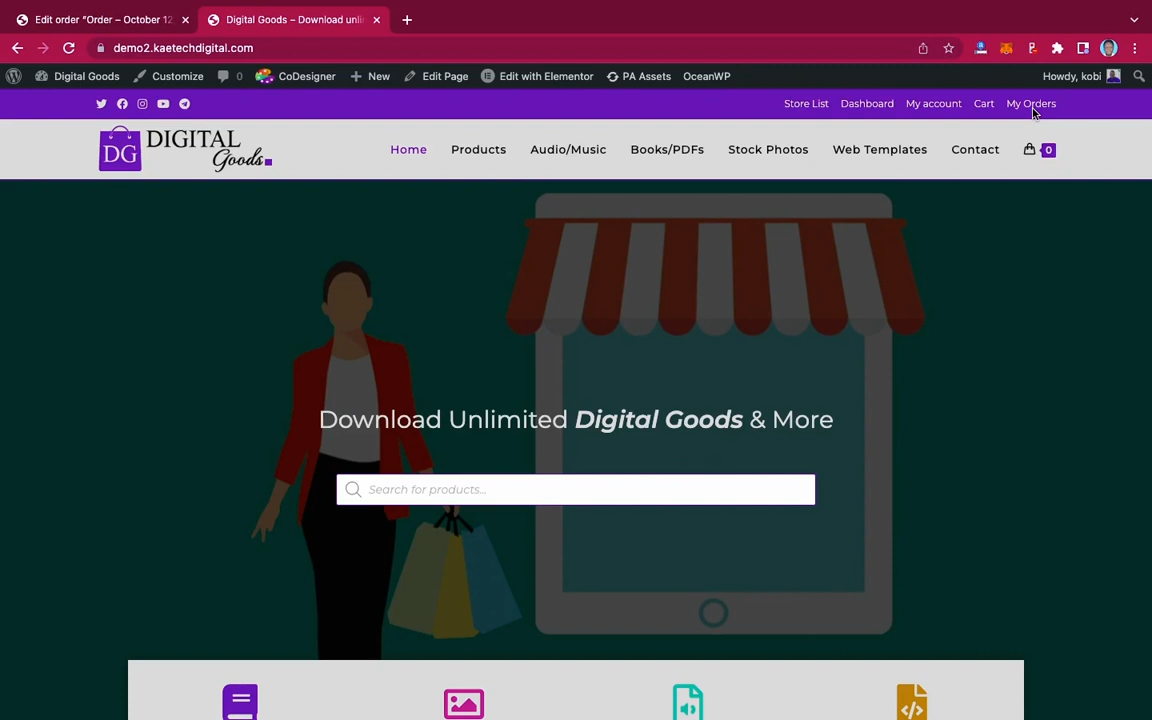 Edit order "Order – October 12
Digital Goods – Download unli
demo2.kaetechdigital.com
Digital Goods
Customize
0
CoDesigner
New
Edit Page
Edit with Elementor
PA Assets
OceanWP
Howdy, kobi
Store List
Dashboard
My account
Cart
My Orders
DG DIGITAL
Goods
Home
Products
Audio/Music
Books/PDFs
Stock Photos
Web Templates
Contact
0
Download Unlimited Digital Goods & More
Search for products...